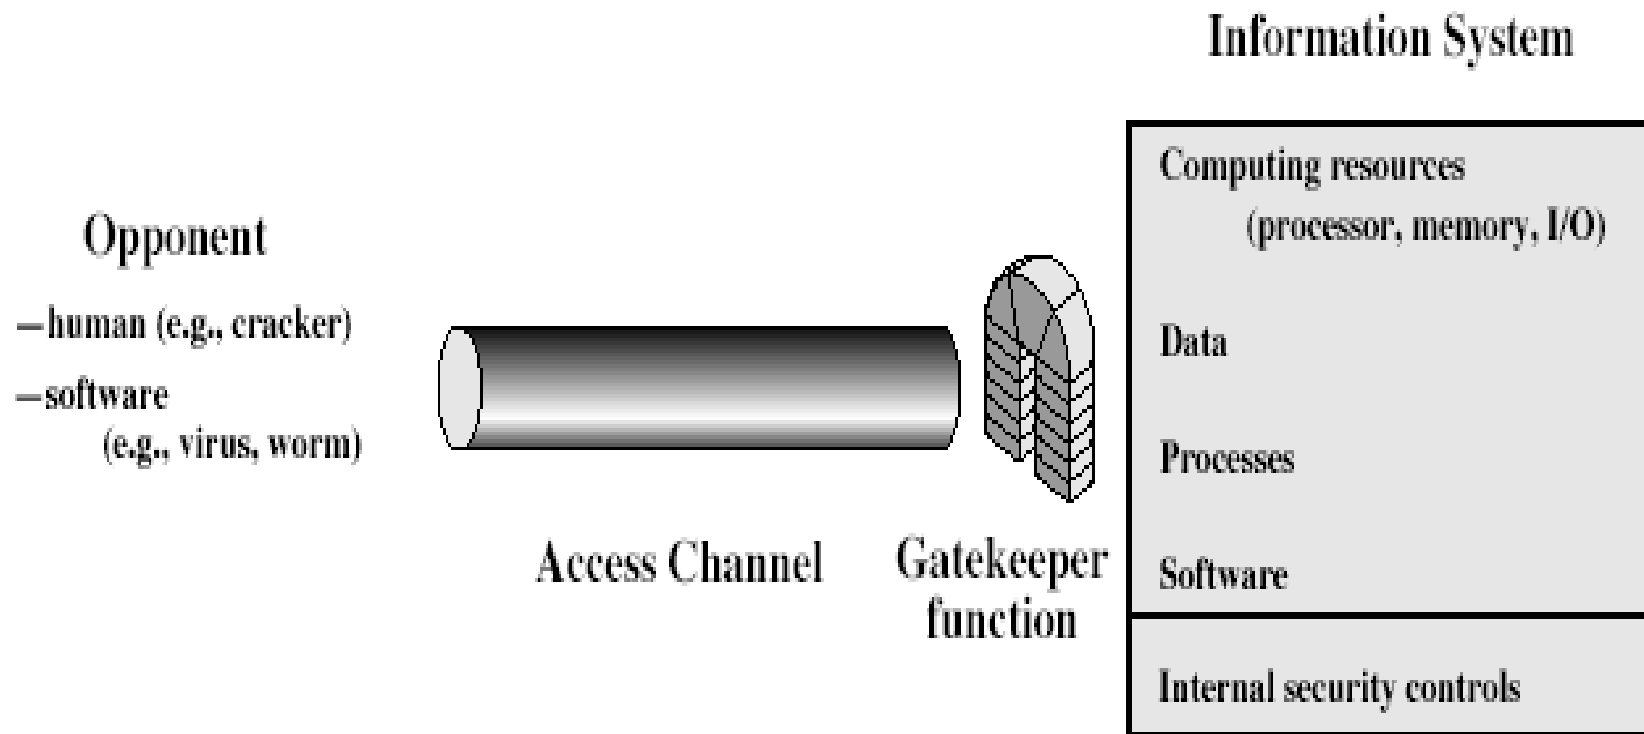 Information System
Opponent
—human (e.g., cracker)
—software
(e.g., virus, worm)
Access Channel
Gatekeeper
function
Computing resources
(processor, memory, I/O)
Data
Processes
Software
Internal security controls